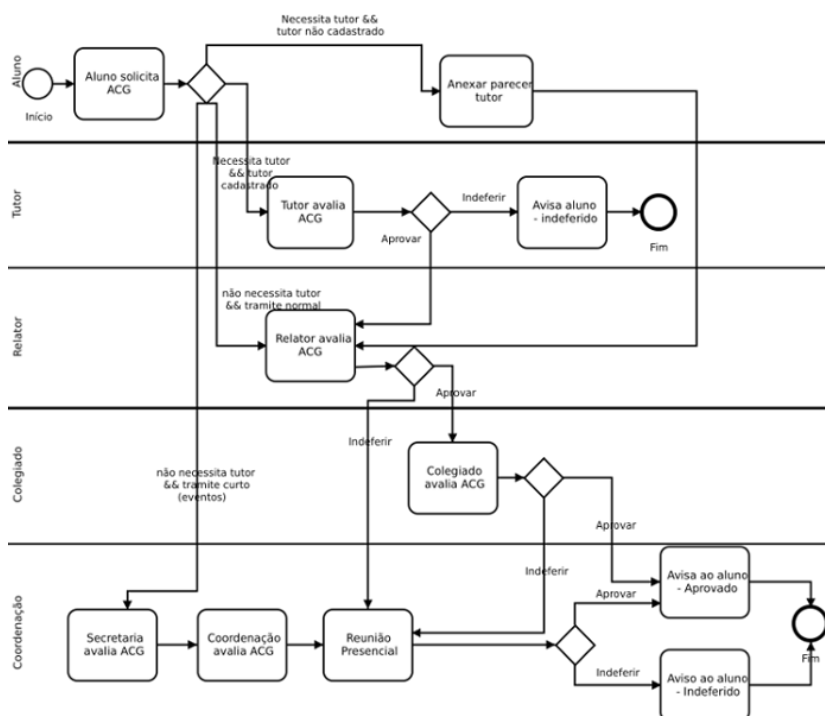 Aluno
Início
Aluno solicita
ACG
Necessita tutor &&
tutor não cadastrado
Anexar parecer
tutor
Tutor
Necessita tutor
&& tutor
cadastrado
Tutor avalia
ACG
Aprovar
Indeferir
Avisa aluno
- indeferido
Fim
Relator
não necessita tutor
&& tramite normal
Relator avalia
ACG
Aprovar
Indeferir
Colegiado
não necessita tutor
&& tramite curto
(eventos)
Colegiado
avalia ACG
Aprovar
Indeferir
Coordenação
Secretaria
avalia ACG
Coordenação
avalia ACG
Reunião
Presencial
Aprovar
Indeferir
Avisa ao aluno
- Aprovado
Aviso ao aluno
- Indeferido
Fim